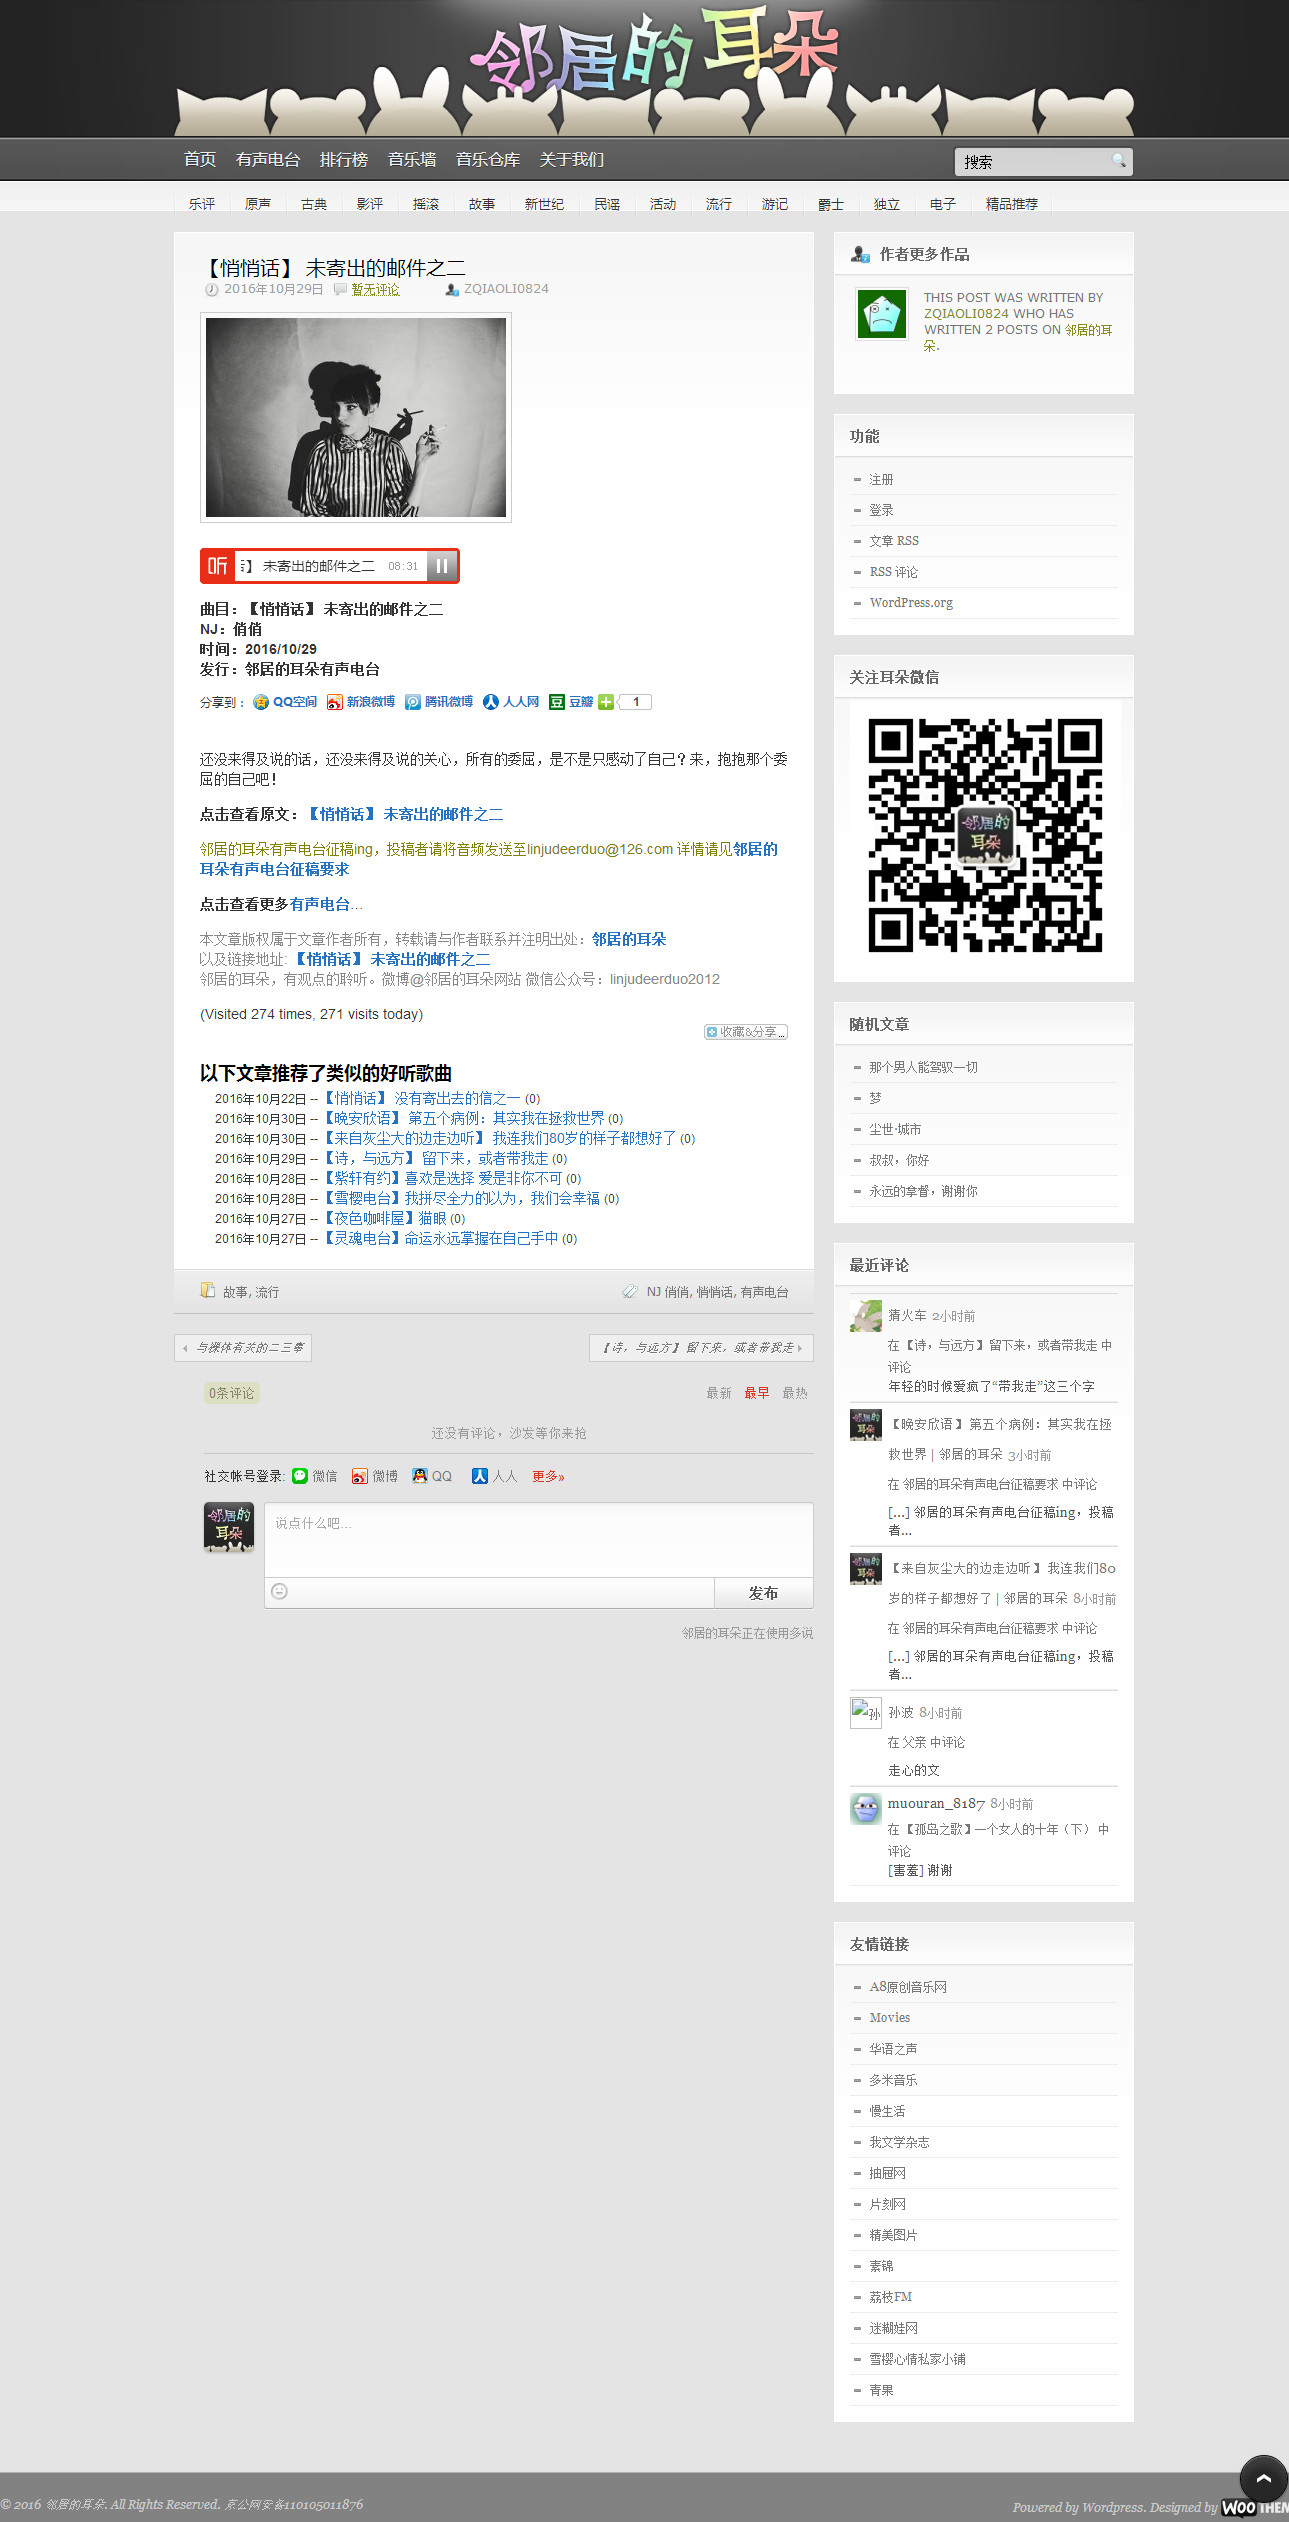 邻居的耳朵
首页 有声电台 排行榜 音乐墙 音乐仓库 关于我们 搜索
乐评 原声 古典 影评 摇滚 故事 新世纪 民谣 活动 流行 游记 爵士 独立 电子 精品推荐
【悄悄话】 未寄出的邮件之二
2016年10月29日 暂无评论 ZQIAOLI0824
听 言】 未寄出的邮件之二 08:31
曲目：【悄悄话】 未寄出的邮件之二
NJ：俏俏
时间：2016/10/29
发行：邻居的耳朵有声电台
分享到： QQ空间 新浪微博 腾讯微博 人人网 豆瓣 1
还没来得及说的话，还没来得及说的关心，所有的委屈，是不是只感动了自己？来，抱抱那个委
屈的自己吧！
点击查看原文：【悄悄话】 未寄出的邮件之二
邻居的耳朵有声电台征稿ing，投稿者请将音频发送至linjudeerduo@126.com 详情请见邻居的
耳朵有声电台征稿要求
点击查看更多有声电台...
本文章版权属于文章作者所有，转载请与作者联系并注明出处：邻居的耳朵
以及链接地址: 【悄悄话】 未寄出的邮件之二
邻居的耳朵，有观点的聆听。微博@邻居的耳朵网站 微信公众号：linjudeerduo2012
(Visited 274 times, 271 visits today)
收藏&分享...
以下文章推荐了类似的好听歌曲
2016年10月22日 -- 【悄悄话】 没有寄出去的信之一 (0)
2016年10月30日 -- 【晚安欣语】 第五个病例：其实我在拯救世界 (0)
2016年10月30日 -- 【来自灰尘大的边走边听】 我连我们80岁的样子都想好了 (0)
2016年10月29日 -- 【诗，与远方】 留下来，或者带我走 (0)
2016年10月28日 -- 【紫轩有约】喜欢是选择 爱是非你不可 (0)
2016年10月28日 -- 【雪樱电台】我拼尽全力的以为，我们会幸福 (0)
2016年10月27日 -- 【夜色咖啡屋】猫眼 (0)
2016年10月27日 -- 【灵魂电台】命运永远掌握在自己手中 (0)
故事, 流行 NJ 俏俏, 悄悄话, 有声电台
与裸体有关的二三事 【诗，与远方】 留下来，或者带我走
0条评论 最新 最早 最热
还没有评论，沙发等你来抢
社交帐号登录: 微信 微博 QQ 人人 更多»
邻居的
耳朵
说点什么吧...
发布
邻居的耳朵正在使用多说
作者更多作品
THIS POST WAS WRITTEN BY
ZQIAOLI0824 WHO HAS
WRITTEN 2 POSTS ON 邻居的耳
朵.
功能
注册
登录
文章 RSS
RSS 评论
WordPress.org
关注耳朵微信
邻居的
耳朵
随机文章
那个男人能驾驭一切
梦
尘世·城市
叔叔，你好
永远的拿督，谢谢你
最近评论
猜火车 2小时前
在 【诗，与远方】留下来，或者带我走 中
评论
年轻的时候爱疯了“带我走”这三个字
【晚安欣语】 第五个病例：其实我在拯
救世界 | 邻居的耳朵 3小时前
在 邻居的耳朵有声电台征稿要求 中评论
[...] 邻居的耳朵有声电台征稿ing，投稿
者...
【来自灰尘大的边走边听】 我连我们80
岁的样子都想好了 | 邻居的耳朵 8小时前
在 邻居的耳朵有声电台征稿要求 中评论
[...] 邻居的耳朵有声电台征稿ing，投稿
者...
孙 孙波 8小时前
在 父亲 中评论
走心的文
muouran_8187 8小时前
在 【孤岛之歌】一个女人的十年（下） 中
评论
[害羞] 谢谢
友情链接
A8原创音乐网
Movies
华语之声
多米音乐
慢生活
我文学杂志
抽屉网
片刻网
精美图片
素锦
荔枝FM
迷糊娃网
雪樱心情私家小铺
青果
© 2016 邻居的耳朵. All Rights Reserved. 京公网安备110105011876
Powered by Wordpress. Designed by WOO THEM